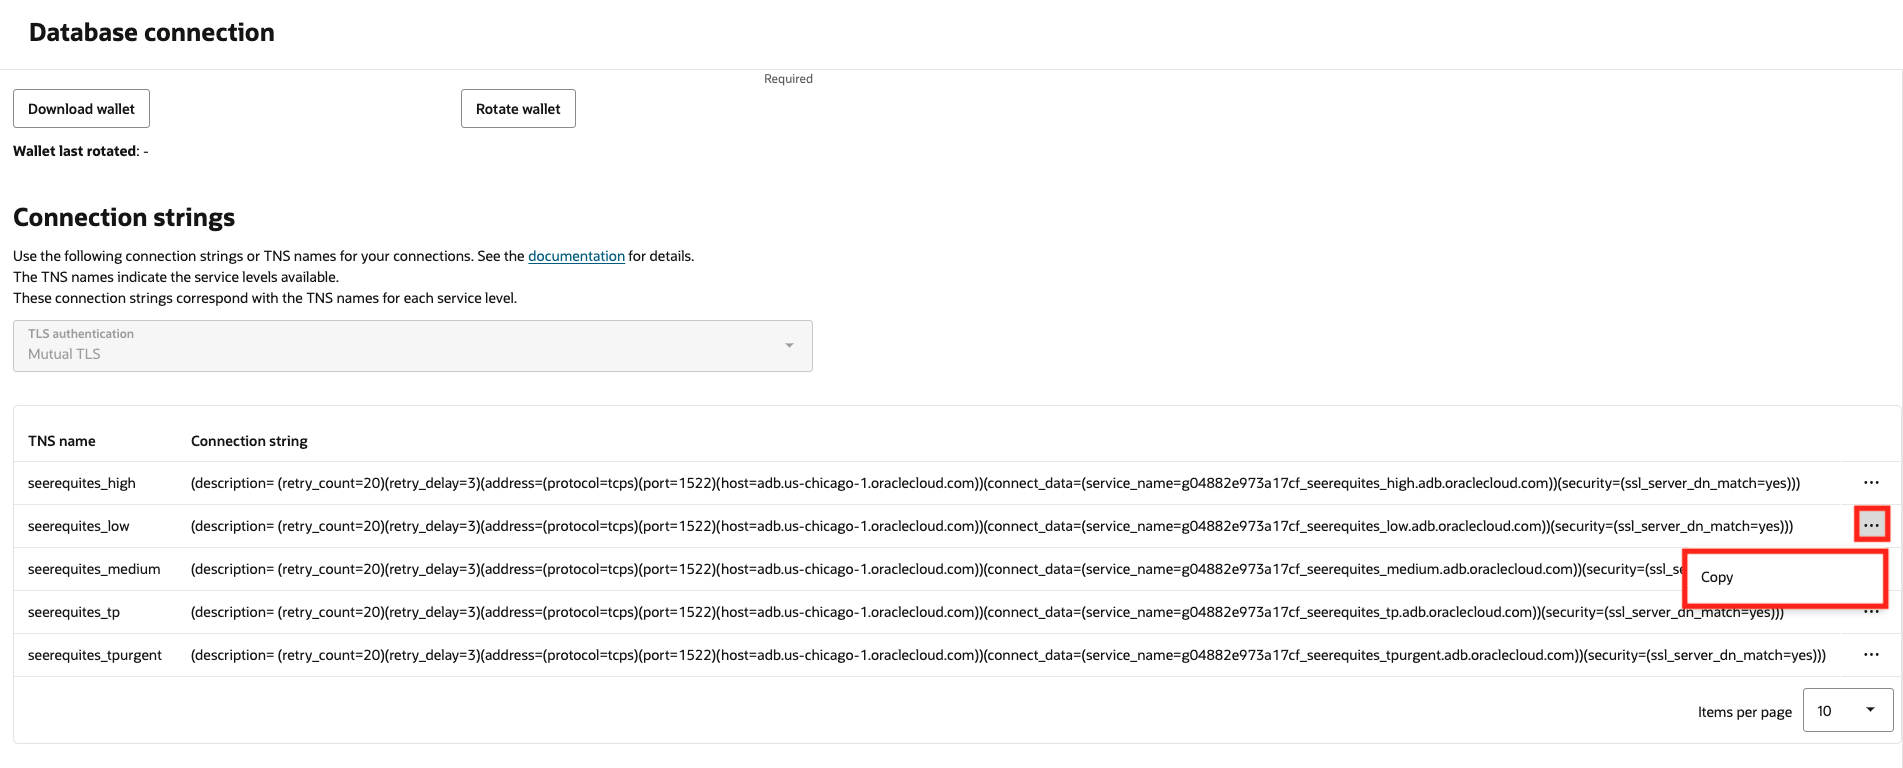 Database connection
Required
Download wallet
Rotate wallet
Wallet last rotated: -
Connection strings
Use the following connection strings or TNS names for your connections. See the documentation for details.
The TNS names indicate the service levels available.
These connection strings correspond with the TNS names for each service level.
TLS authentication
Mutual TLS
TNS name Connection string
seerequites_high (description= (retry_count=20)(retry_delay=3)(address=(protocol=tcps)(port=1522)(host=adb.us-chicago-1.oraclecloud.com))(connect_data=(service_name=g04882e973a17cf_seerequites_high.adb.oraclecloud.com))(security=(ssl_server_dn_match=yes))) ...
seerequites_low (description= (retry_count=20)(retry_delay=3)(address=(protocol=tcps)(port=1522)(host=adb.us-chicago-1.oraclecloud.com))(connect_data=(service_name=g04882e973a17cf_seerequites_low.adb.oraclecloud.com))(security=(ssl_server_dn_match=yes))) ...
seerequites_medium (description= (retry_count=20)(retry_delay=3)(address=(protocol=tcps)(port=1522)(host=adb.us-chicago-1.oraclecloud.com))(connect_data=(service_name=g04882e973a17cf_seerequites_medium.adb.oraclecloud.com))(security=(ssl_se
Copy
seerequites_tp (description= (retry_count=20)(retry_delay=3)(address=(protocol=tcps)(port=1522)(host=adb.us-chicago-1.oraclecloud.com))(connect_data=(service_name=g04882e973a17cf_seerequites_tp.adb.oraclecloud.com))(security=(ssl_server_dn_match=yes))) ...
seerequites_tpurgent (description= (retry_count=20)(retry_delay=3)(address=(protocol=tcps)(port=1522)(host=adb.us-chicago-1.oraclecloud.com))(connect_data=(service_name=g04882e973a17cf_seerequites_tpurgent.adb.oraclecloud.com))(security=(ssl_server_dn_match=yes))) ...
Items per page 10